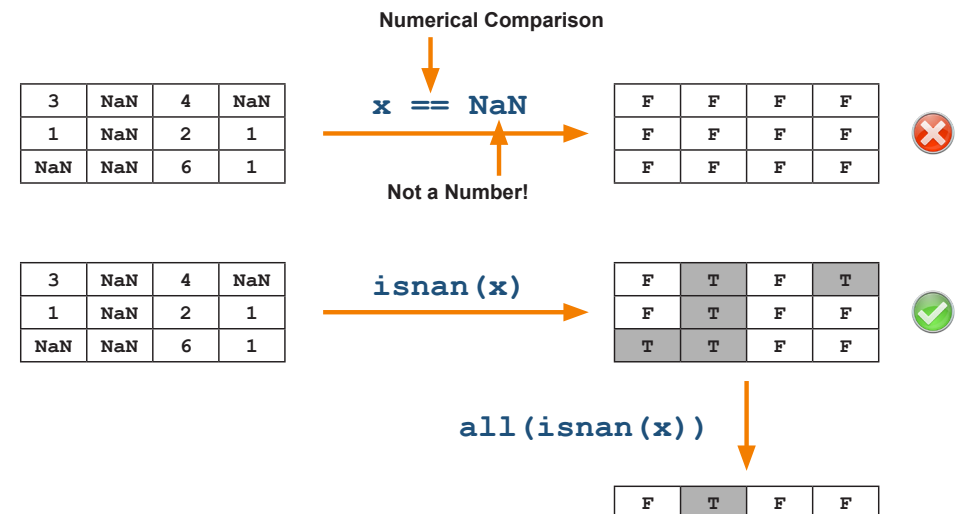 Numerical Comparison
x == NaN
3 NaN 4 NaN F F F F
1 NaN 2 1 F F F F
NaN NaN 6 1 F F F F
Not a Number!
isnan(x)
3 NaN 4 NaN F T F T
1 NaN 2 1 F T F F
NaN NaN 6 1 T T F F
all(isnan(x))
F T F F